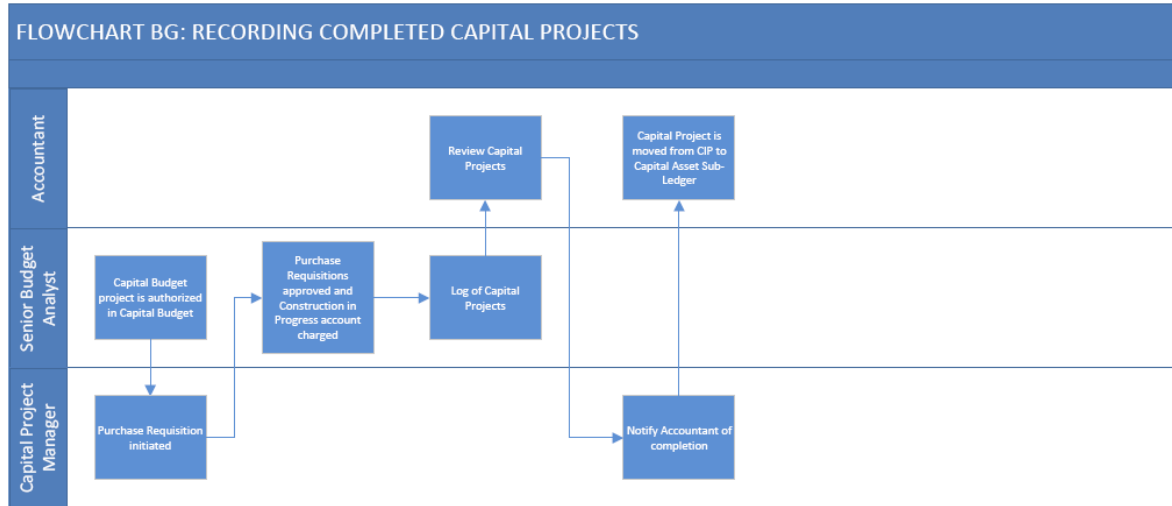 FLOWCHART BG: RECORDING COMPLETED CAPITAL PROJECTS
Accountant
Review Capital
Projects
Capital Project is
moved from CIP to
Capital Asset Sub-
Ledger
Senior Budget
Analyst
Capital Budget
project is authorized
in Capital Budget
Purchase
Requisitions
approved and
Construction in
Progress account
charged
Log of Capital
Projects
Capital Project
Manager
Purchase Requisition
initiated
Notify Accountant of
completion